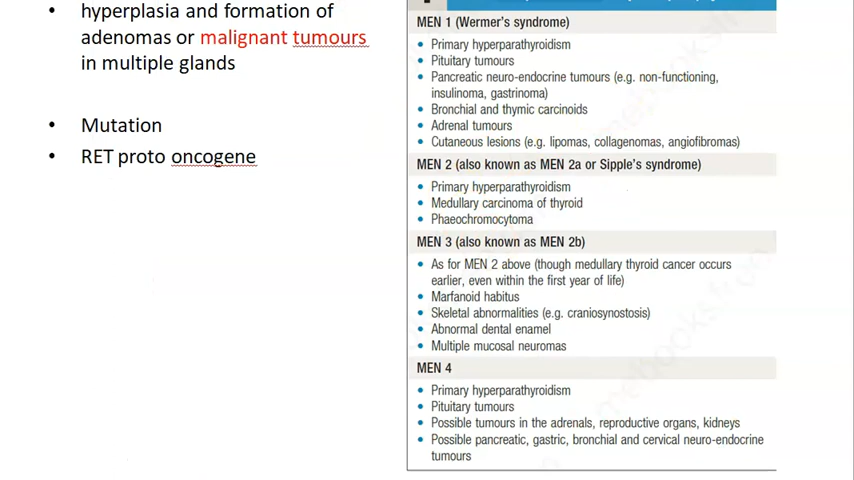 hyperplasia and formation of
adenomas or malignant tumours
in multiple glands
Mutation
RET proto oncogene
MEN 1 (Wermer's syndrome)
Primary hyperparathyroidism
Pituitary tumours
Pancreatic neuro-endocrine tumours (e.g. non-functioning,
insulinoma, gastrinoma)
Bronchial and thymic carcinoids
Adrenal tumours
Cutaneous lesions (e.g. lipomas, collagenomas, angiofibromas)
MEN 2 (also known as MEN 2a or Sipple's syndrome)
Primary hyperparathyroidism
Medullary carcinoma of thyroid
Phaeochromocytoma
MEN 3 (also known as MEN 2b)
As for MEN 2 above (though medullary thyroid cancer occurs
earlier, even within the first year of life)
Marfanoid habitus
Skeletal abnormalities (e.g. craniosynostosis)
Abnormal dental enamel
Multiple mucosal neuromas
MEN 4
Primary hyperparathyroidism
Pituitary tumours
Possible tumours in the adrenals, reproductive organs, kidneys
Possible pancreatic, gastric, bronchial and cervical neuro-endocrine
tumours